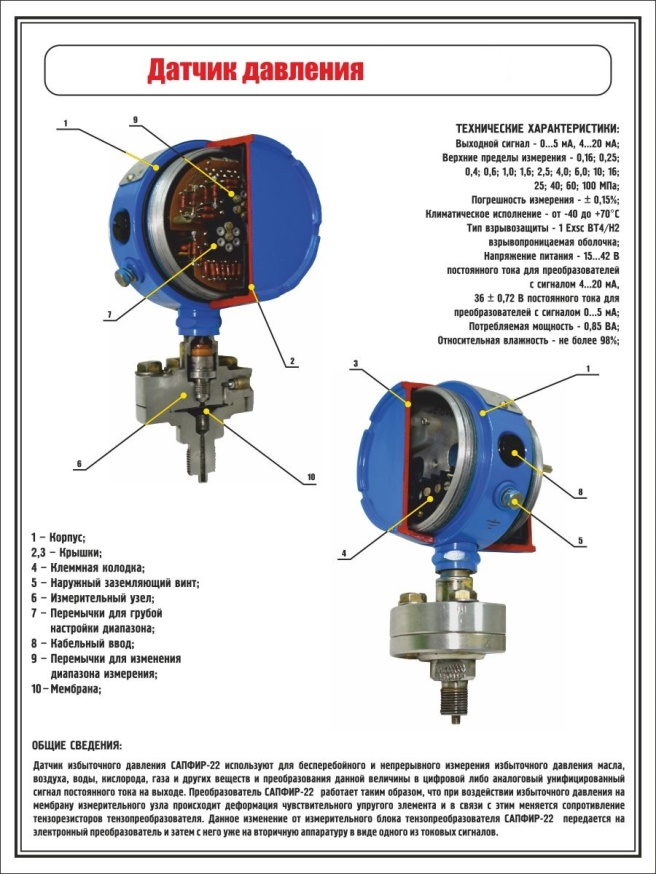 Датчик давления
1
9
7
2
6
10
ТЕХНИЧЕСКИЕ ХАРАКТЕРИСТИКИ:
Выходной сигнал - 0...5 мА, 4...20 мА;
Верхние пределы измерения - 0,16; 0,25;
0,4; 0,6; 1,0; 1,6; 2,5; 4,0; 6,0; 10; 16;
25; 40; 60; 100 МПа;
Погрешность измерения - ± 0,15%;
Климатическое исполнение - от -40 до +70°С
Тип взрывозащиты - 1 Exsc ВТ4/Н2
взрывопроницаемая оболочка;
Напряжение питания - 15...42 В
постоянного тока для преобразователей
с сигналом 4...20 мА,
36 ± 0,72 В постоянного тока для
преобразователей с сигналом 0...5 мА;
Потребляемая мощность - 0,85 ВА;
Относительная влажность - не более 98%;
3
1
8
5
4
1 – Корпус;
2,3 – Крышки;
4 – Клеммная колодка;
5 – Наружный заземляющий винт;
6 – Измерительный узел;
7 – Перемычки для грубой
настройки диапазона;
8 – Кабельный ввод;
9 – Перемычки для изменения
диапазона измерения;
10 – Мембрана;
ОБЩИЕ СВЕДЕНИЯ:
Датчик избыточного давления САПФИР-22 используют для бесперебойного и непрерывного измерения избыточного давления масла,
воздуха, воды, кислорода, газа и других веществ и преобразования данной величины в цифровой либо аналоговый унифицированный
сигнал постоянного тока на выходе. Преобразователь САПФИР-22 работает таким образом, что при воздействии избыточного давления на
мембрану измерительного узла происходит деформация чувствительного упругого элемента и в связи с этим меняется сопротивление
тензорезисторов тензопреобразователя. Данное изменение от измерительного блока тензопреобразователя САПФИР-22 передается на
электронный преобразователь и затем с него уже на вторичную аппаратуру в виде одного из токовых сигналов.